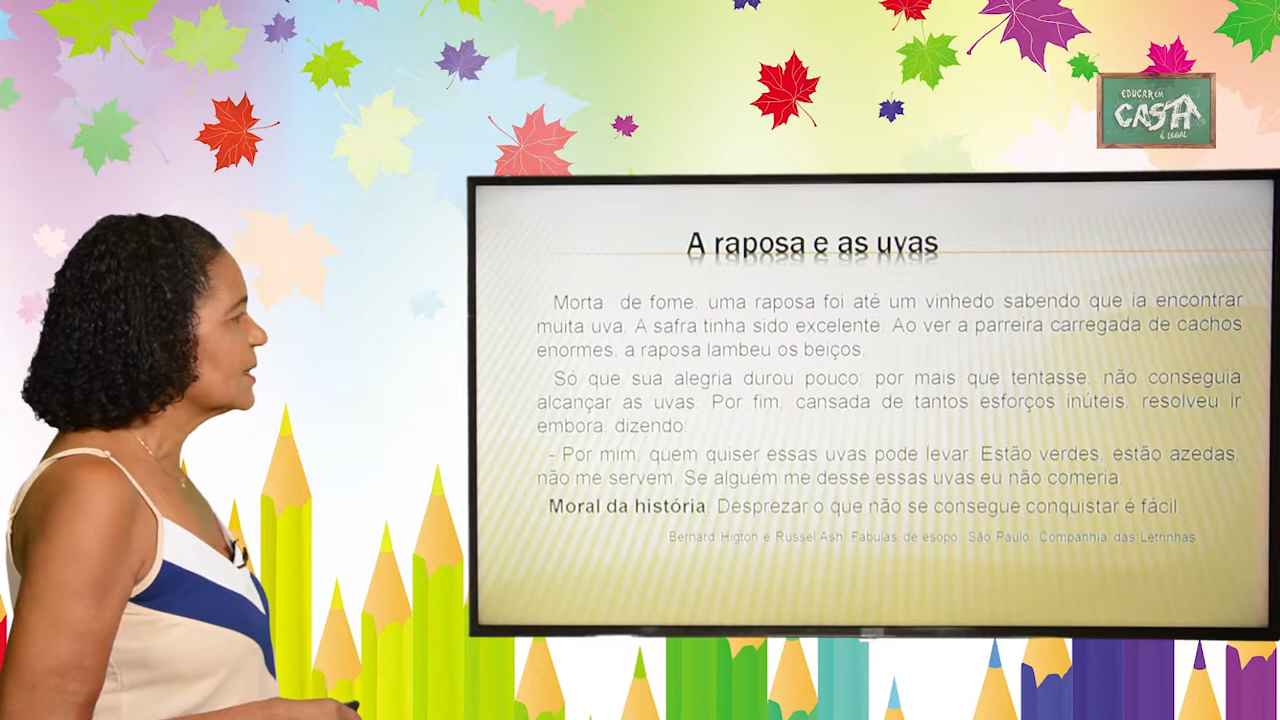 EDUCAR EM
CASA
É LEGAL
A raposa e as uvas
Morta de fome, uma raposa foi até um vinhedo sabendo que ia encontrar
muita uva. A safra tinha sido excelente. Ao ver a parreira carregada de cachos
enormes, a raposa lambeu os beiços.
Só que sua alegria durou pouco: por mais que tentasse, não conseguia
alcançar as uvas. Por fim, cansada de tantos esforços inúteis, resolveu ir
embora, dizendo:
- Por mim, quem quiser essas uvas pode levar. Estão verdes, estão azedas,
não me servem. Se alguém me desse essas uvas eu não comeria.
Moral da história: Desprezar o que não se consegue conquistar é fácil.
Bernard Higton e Russel Ash. Fabulas de esopo. São Paulo: Companhia das Letrinhas